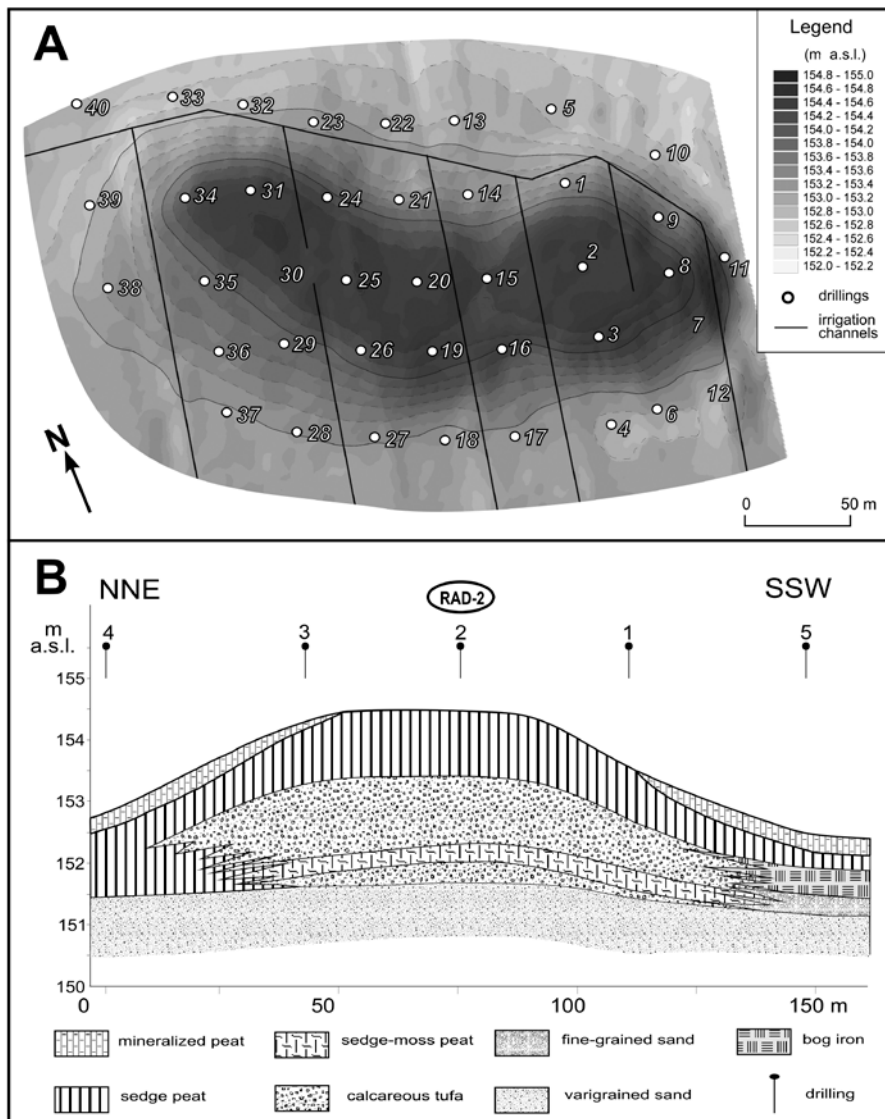 A
Legend
(m a.s.l.)
154.8 - 155.0
154.6 - 154.8
154.4 - 154.6
154.2 - 154.4
154.0 - 154.2
153.8 - 154.0
153.6 - 153.8
153.4 - 153.6
153.2 - 153.4
153.0 - 153.2
152.8 - 153.0
152.6 - 152.8
152.4 - 152.6
152.2 - 152.4
152.0 - 152.2
drillings
irrigation
channels
40 33 32 23 22 13 5
10
39 34 31 24 21 14 1
9
38 35 30 25 20 15 2 8 11
7
36 29 26 19 16 3
37 28 27 18 17 4 6 12
N
0 50 m
B
NNE RAD-2 SSW
m
a.s.l.
4 3 2 1 5
155
154
153
152
151
150
0 50 100 150 m
mineralized peat sedge-moss peat fine-grained sand bog iron
sedge peat calcareous tufa varigrained sand drilling